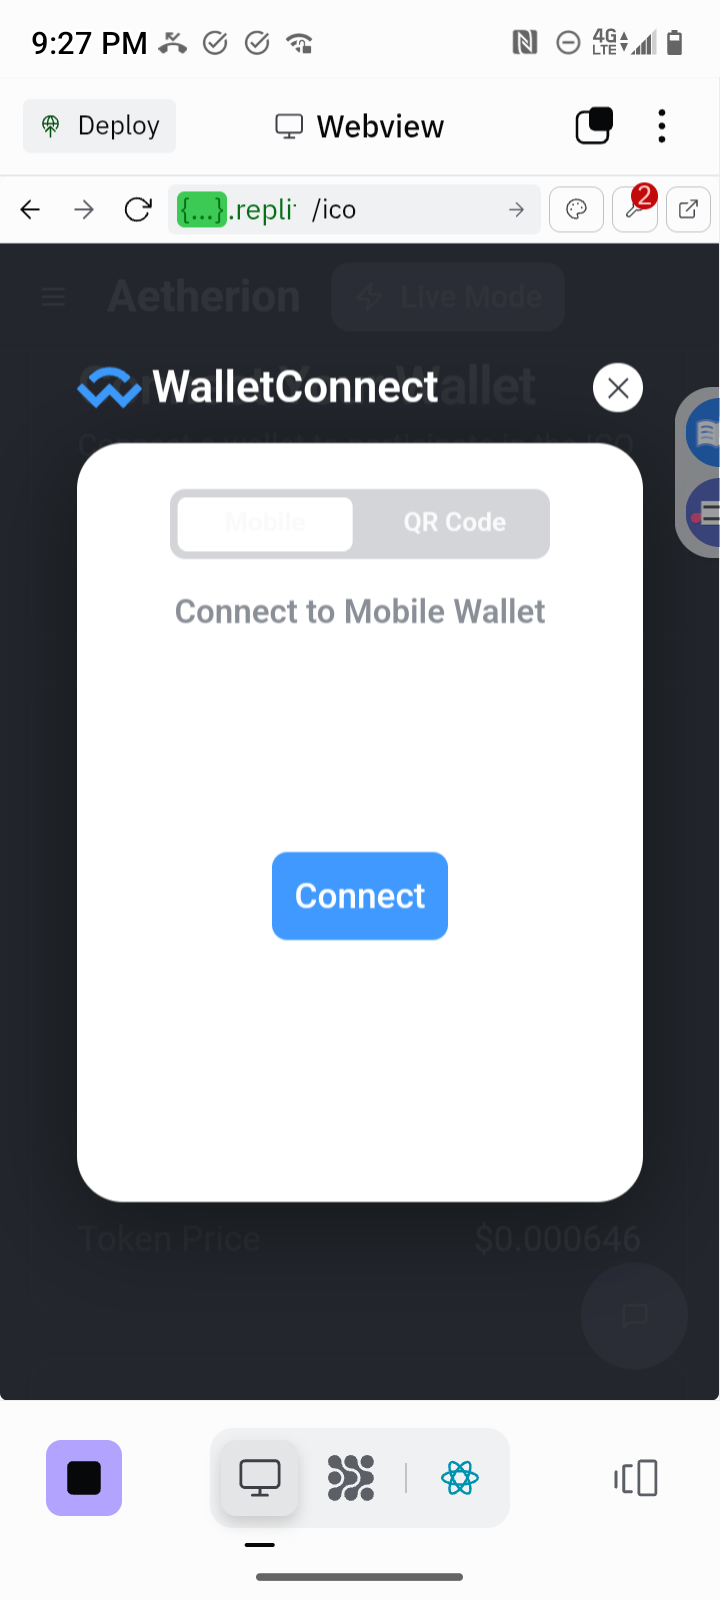 9:27 PM
4G
LTE
Deploy
Webview
{...}.repli /ico
2
Aetherion
Live Mode
WalletConnect
Mobile
QR Code
Connect to Mobile Wallet
Connect
Token Price
$0.000646